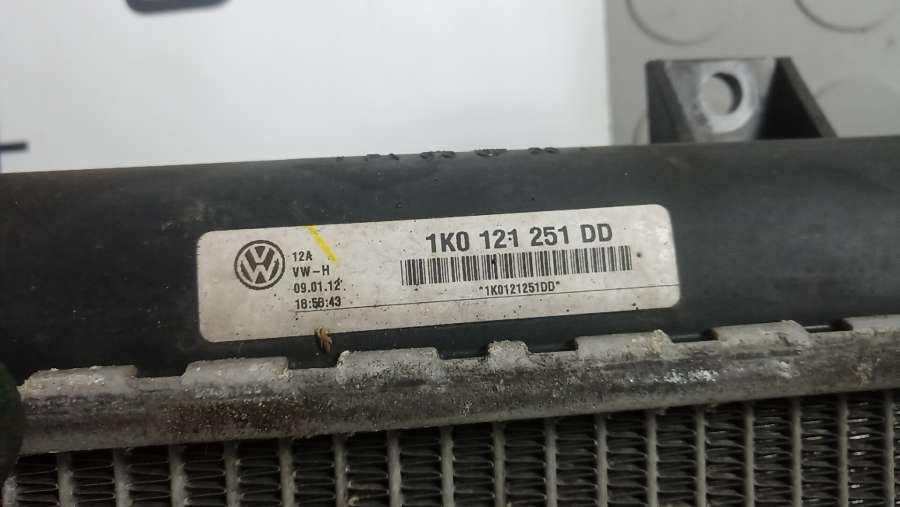 1K0 121 251 DD
12A
VW-H
09.01.12
18:58:43
*1K0121251DD*